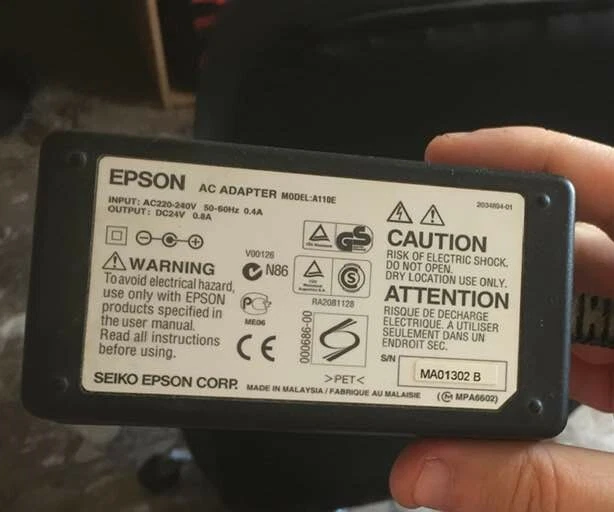 EPSON AC ADAPTER MODEL:A110E
INPUT: AC220-240V 50-60Hz 0.4A
OUTPUT: DC24V 0.8A
2034894-01
WARNING
To avoid electrical hazard,
use only with EPSON
products specified in
the user manual.
Read all instructions
before using.
V00126
N86
ME06
GS
S
RA2081128
000686-00
>PET<
CAUTION
RISK OF ELECTRIC SHOCK.
DO NOT OPEN.
DRY LOCATION USE ONLY.
ATTENTION
RISQUE DE DECHARGE
ELECTRIQUE. A UTILISER
SEULEMENT DANS UN
ENDROIT SEC.
S/N
MA01302 B
SEIKO EPSON CORP. MADE IN MALAYSIA / FABRIQUE AU MALAISIE
(M MPA6602)